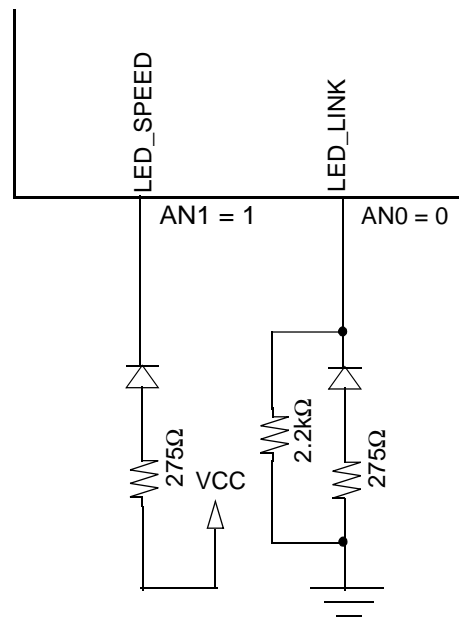 LED_SPEED
LED_LINK
AN1 = 1
AN0 = 0
275Ω
VCC
2.2kΩ
275Ω